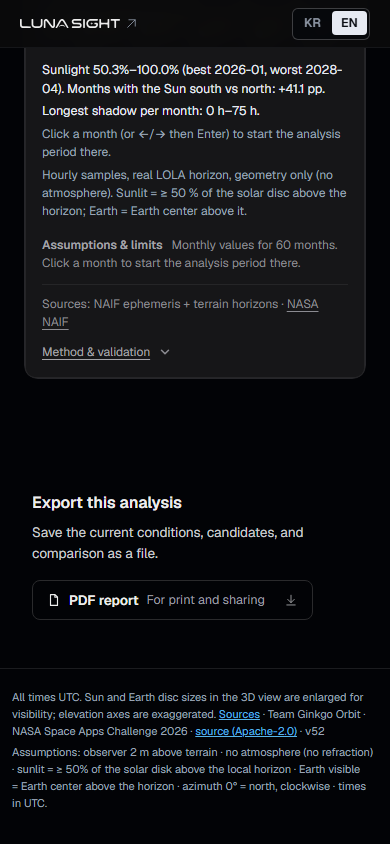 LUNA SIGHT ↗
KR EN
Sunlight 50.3%–100.0% (best 2026-01, worst 2028-
04). Months with the Sun south vs north: +41.1 pp.
Longest shadow per month: 0 h–75 h.
Click a month (or ←/→ then Enter) to start the analysis
period there.
Hourly samples, real LOLA horizon, geometry only (no
atmosphere). Sunlit = ≥ 50 % of the solar disc above the
horizon; Earth = Earth center above it.
Assumptions & limits Monthly values for 60 months.
Click a month to start the analysis period there.
Sources: NAIF ephemeris + terrain horizons · NASA
NAIF
Method & validation
Export this analysis
Save the current conditions, candidates, and
comparison as a file.
PDF report For print and sharing
All times UTC. Sun and Earth disc sizes in the 3D view are enlarged for
visibility; elevation axes are exaggerated. Sources · Team Ginkgo Orbit ·
NASA Space Apps Challenge 2026 · source (Apache-2.0) · v52
Assumptions: observer 2 m above terrain · no atmosphere (no refraction)
· sunlit = ≥ 50% of the solar disk above the local horizon · Earth visible
= Earth center above the horizon · azimuth 0° = north, clockwise · times
in UTC.